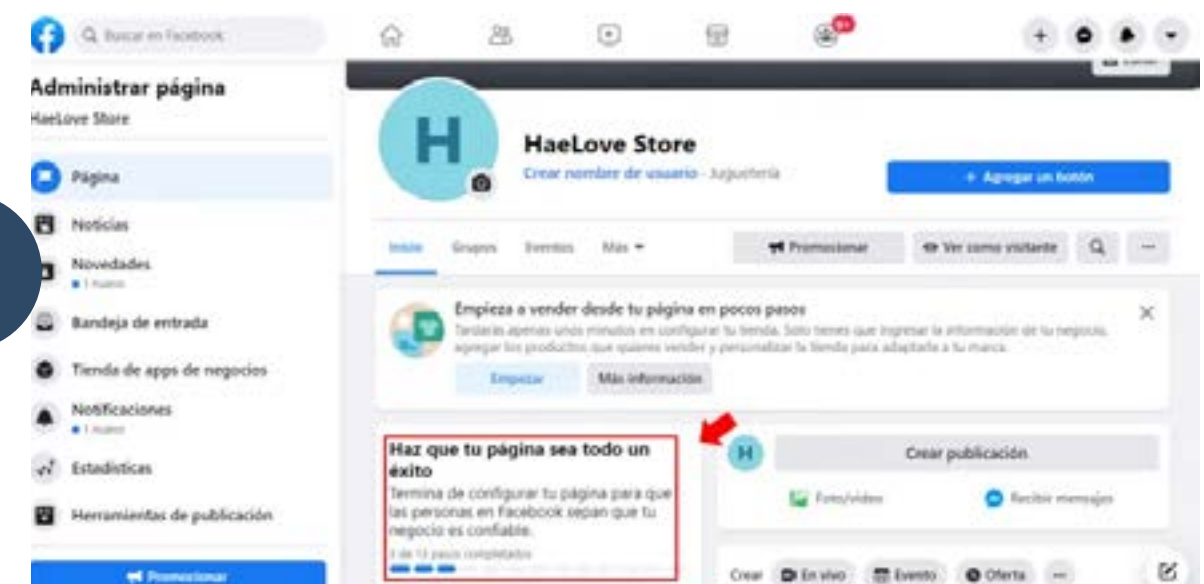 Buscar en Facebook
9+
Administrar página
HaeLove Store
Página
Noticias
Novedades
1 nuevo
Bandeja de entrada
Tienda de apps de negocios
Notificaciones
1 nuevo
Estadísticas
Herramientas de publicación
Promocionar
H
HaeLove Store
Crear nombre de usuario - Juguetería
+ Agregar un botón
Inicio Grupos Eventos Más
Promocionar Ver como visitante
Empieza a vender desde tu página en pocos pasos
Tardarás apenas unos minutos en configurar tu tienda. Solo tienes que ingresar la información de tu negocio,
agregar los productos que quieres vender y personalizar la tienda para adaptarla a tu marca.
Empezar Más información
Haz que tu página sea todo un
éxito
Termina de configurar tu página para que
las personas en Facebook sepan que tu
negocio es confiable.
3 de 13 pasos completados
H
Crear publicación
Foto/video Recibir mensajes
Crear En vivo Evento Oferta